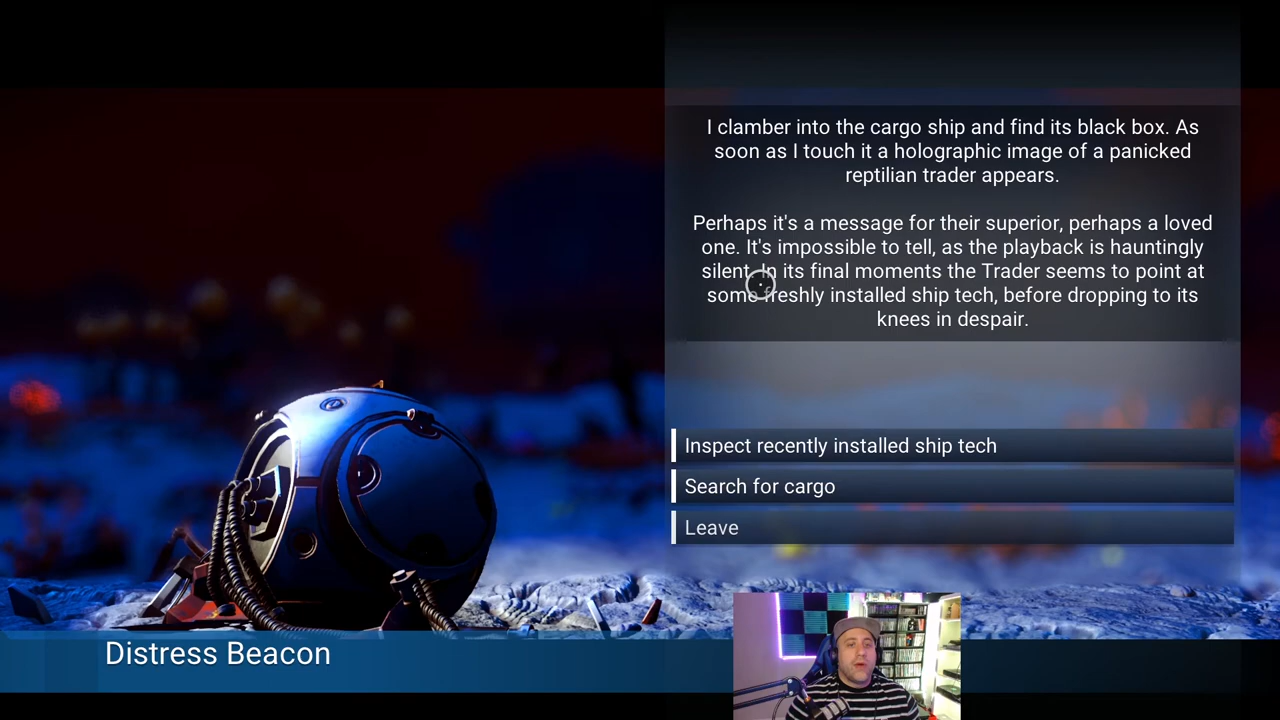 I clamber into the cargo ship and find its black box. As
soon as I touch it a holographic image of a panicked
reptilian trader appears.
Perhaps it's a message for their superior, perhaps a loved
one. It's impossible to tell, as the playback is hauntingly
silent. In its final moments the Trader seems to point at
some freshly installed ship tech, before dropping to its
knees in despair.
Inspect recently installed ship tech
Search for cargo
Leave
Distress Beacon